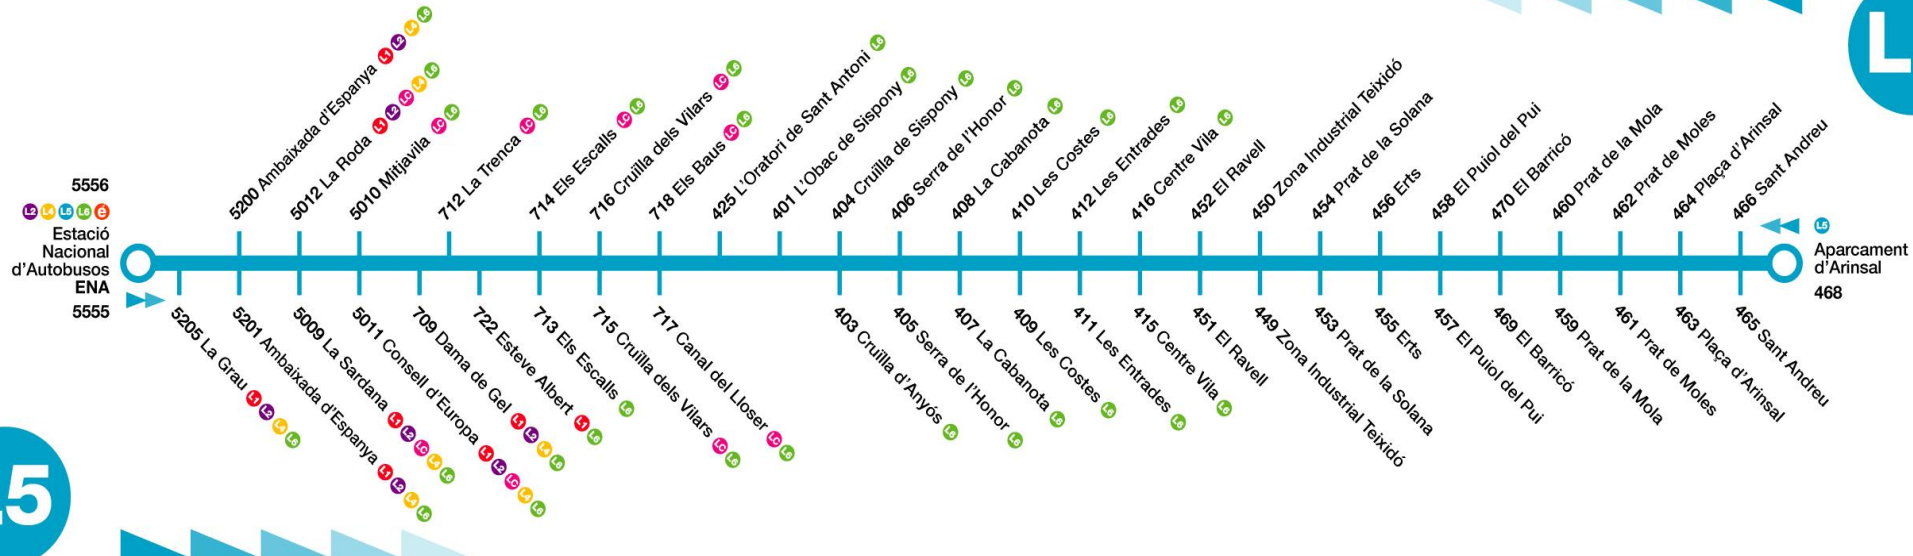 L
5200 Ambaixada d'Espanya L1 L2 L4 L6
5012 La Roda L1 L2 LC L4 L6
5010 Mitjavila LC L6
712 La Trenca LC L6
714 Els Escalls LC L6
716 Cruïlla dels Vilars LC L6
718 Els Baus LC L6
425 L'Oratori de Sant Antoni L6
401 L'Obac de Sispony L6
404 Cruïlla de Sispony L6
406 Serra de l'Honor L6
408 La Cabanota L6
410 Les Costes L6
412 Les Entrades L6
416 Centre Vila L6
452 El Ravell
450 Zona Industrial Teixidó
454 Prat de la Solana
456 Erts
458 El Puiol del Pui
470 El Barricó
460 Prat de la Mola
462 Prat de Moles
464 Plaça d'Arinsal
466 Sant Andreu
5556
L2 L4 L5 L6 é
Estació
Nacional
d'Autobusos
ENA
5555
L5
Aparcament
d'Arinsal
468
5205 La Grau L1 L2 L4 L6
5201 Ambaixada d'Espanya L1 L2 L4 L6
5009 La Sardana L1 L2 LC L4 L6
5011 Consell d'Europa L1 L2 LC L4 L6
709 Dama de Gel L1 L2 L4 L6
722 Esteve Albert L1 L6
713 Els Escalls L6
715 Cruïlla dels Vilars LC L6
717 Canal del Lloser LC L6
403 Cruïlla d'Anyós L6
405 Serra de l'Honor L6
407 La Cabanota L6
409 Les Costes L6
411 Les Entrades L6
415 Centre Vila L6
451 El Ravell
449 Zona Industrial Teixidó
453 Prat de la Solana
455 Erts
457 El Puiol del Pui
469 El Barricó
459 Prat de la Mola
461 Prat de Moles
463 Plaça d'Arinsal
465 Sant Andreu
.5